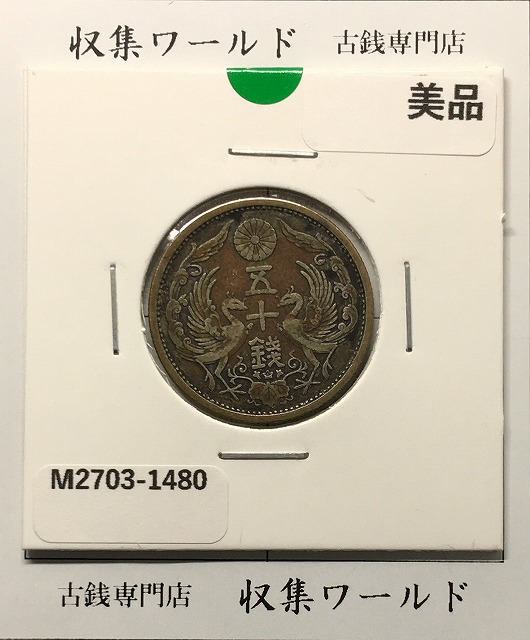 収集ワールド 古銭専門店
美品
五十銭
M2703-1480
古銭専門店 収集ワールド